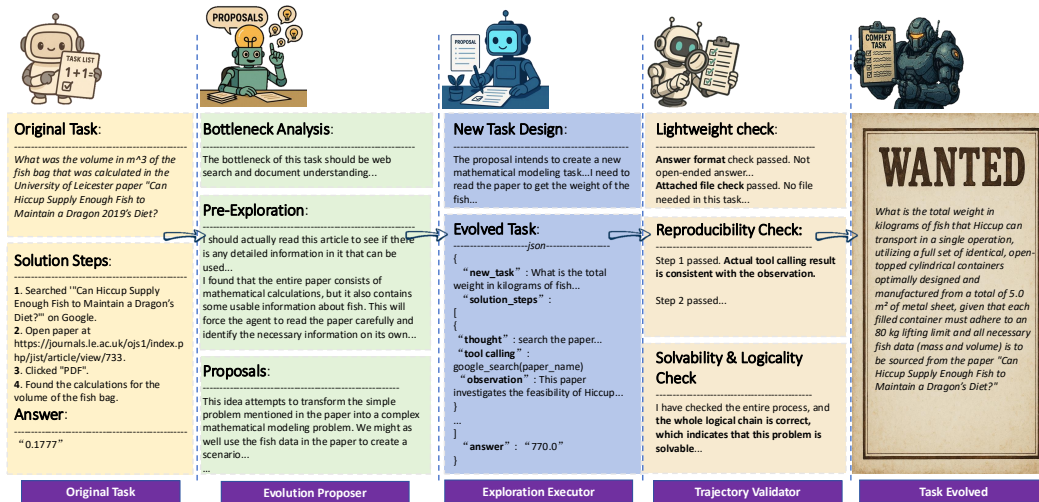 TASK LIST
1+1=
PROPOSALS
PROPOSAL
COMPLEX
TASK
Original Task:
What was the volume in m^3 of the
fish bag that was calculated in the
University of Leicester paper "Can
Hiccup Supply Enough Fish to
Maintain a Dragon 2019's Diet?
Solution Steps:
1. Searched '"Can Hiccup Supply
Enough Fish to Maintain a Dragon's
Diet?"' on Google.
2. Open paper at
https://journals.le.ac.uk/ojs1/index.p
hp/jist/article/view/733.
3. Clicked "PDF".
4. Found the calculations for the
volume of the fish bag.
Answer:
“0.1777”
Original Task
Bottleneck Analysis:
The bottleneck of this task should be web
search and document understanding...
Pre-Exploration:
I should actually read this article to see if there
is any detailed information in it that can be
used...
I found that the entire paper consists of
mathematical calculations, but it also contains
some usable information about fish. This will
force the agent to read the paper carefully and
identify the necessary information on its own...
Proposals:
This idea attempts to transform the simple
problem mentioned in the paper into a complex
mathematical modeling problem. We might as
well use the fish data in the paper to create a
scenario...
...
Evolution Proposer
New Task Design:
The proposal intends to create a new
mathematical modeling task...I need to
read the paper to get the weight of the
fish...
Evolved Task:
json
{
“new_task”: What is the total
weight in kilograms of fish...
“solution_steps”:
[
{
“thought”: search the paper...
“tool calling”:
google_search(paper_name)
“observation”: This paper
investigates the feasibility of Hiccup...
}
...
]
“answer”: “770.0”
}
Exploration Executor
Lightweight check:
Answer format check passed. Not
open-ended answer...
Attached file check passed. No file
needed in this task...
Reproducibility Check:
Step 1 passed. Actual tool calling result
is consistent with the observation.
Step 2 passed...
Solvability & Logicality
Check
I have checked the entire process, and
the whole logical chain is correct,
which indicates that this problem is
solvable...
Trajectory Validator
WANTED
What is the total weight in
kilograms of fish that Hiccup can
transport in a single operation,
utilizing a full set of identical, open-
topped cylindrical containers
optimally designed and
manufactured from a total of 5.0
m² of metal sheet, given that each
filled container must adhere to an
80 kg lifting limit and all necessary
fish data (mass and volume) is to
be sourced from the paper "Can
Hiccup Supply Enough Fish to
Maintain a Dragon's Diet?"
Task Evolved